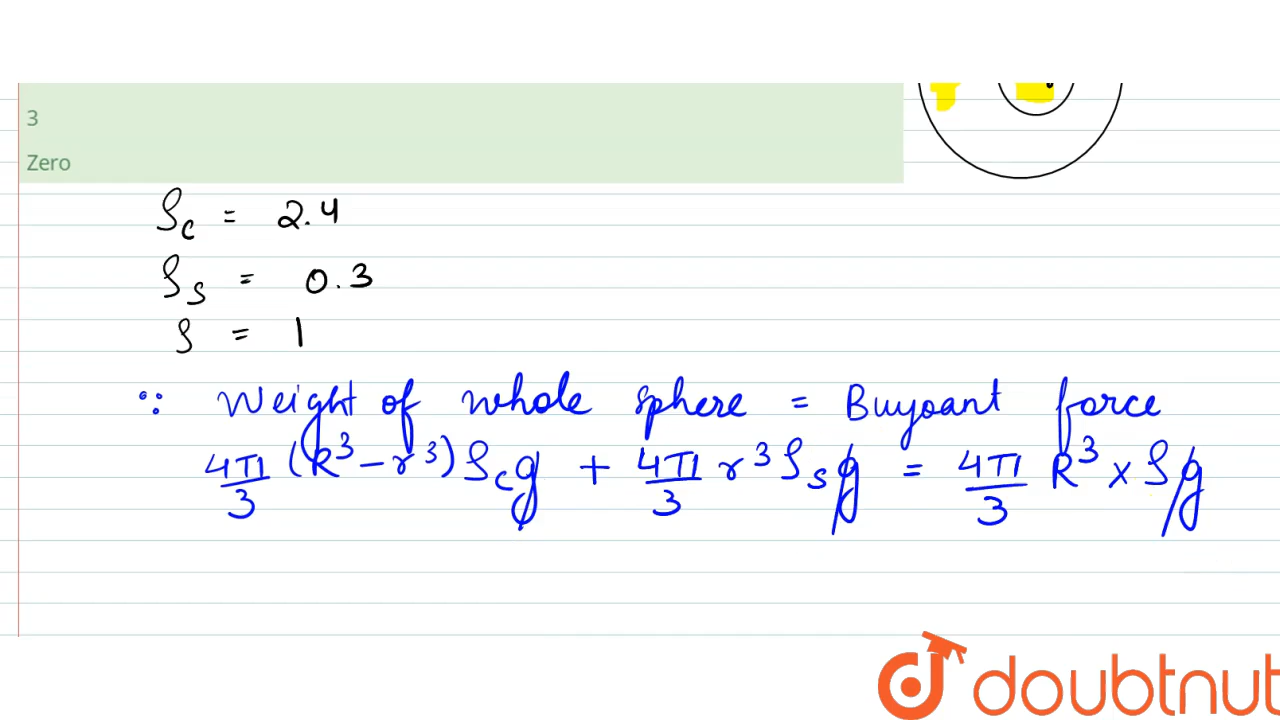 3
Zero
ρc = 2.4
ρs = 0.3
ρ = 1
∵ Weight of whole sphere = Buyoant force
4π/3 (R³ - r³) ρc g + 4π/3 r³ ρs g = 4π/3 R³ × ρ g
doubtnut